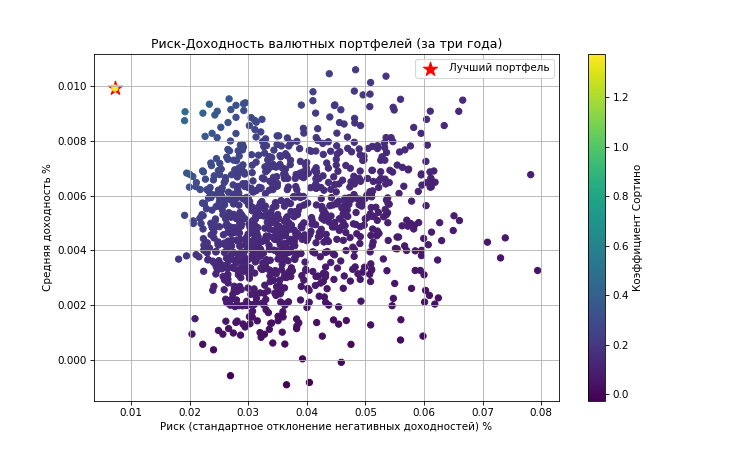 Риск-Доходность валютных портфелей (за три года)
Лучший портфель
Средняя доходность %
0.010
0.008
0.006
0.004
0.002
0.000
0.01 0.02 0.03 0.04 0.05 0.06 0.07 0.08
Риск (стандартное отклонение негативных доходностей) %
1.2
1.0
0.8
0.6
0.4
0.2
0.0
Коэффициент Сортино